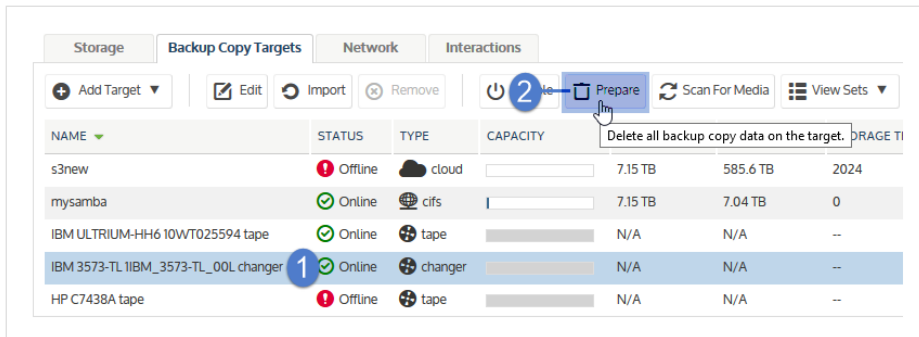 Storage Backup Copy Targets Network Interactions
Add Target Edit Import Remove 2 Prepare Scan For Media View Sets
NAME STATUS TYPE CAPACITY
Delete all backup copy data on the target.
s3new Offline cloud 7.15 TB 585.6 TB 2024
mysamba Online cifs 7.15 TB 7.04 TB 0
IBM ULTRIUM-HH6 10WT025594 tape Online tape N/A N/A --
IBM 3573-TL 1IBM_3573-TL_00L changer 1 Online changer N/A N/A --
HP C7438A tape Offline tape N/A N/A --